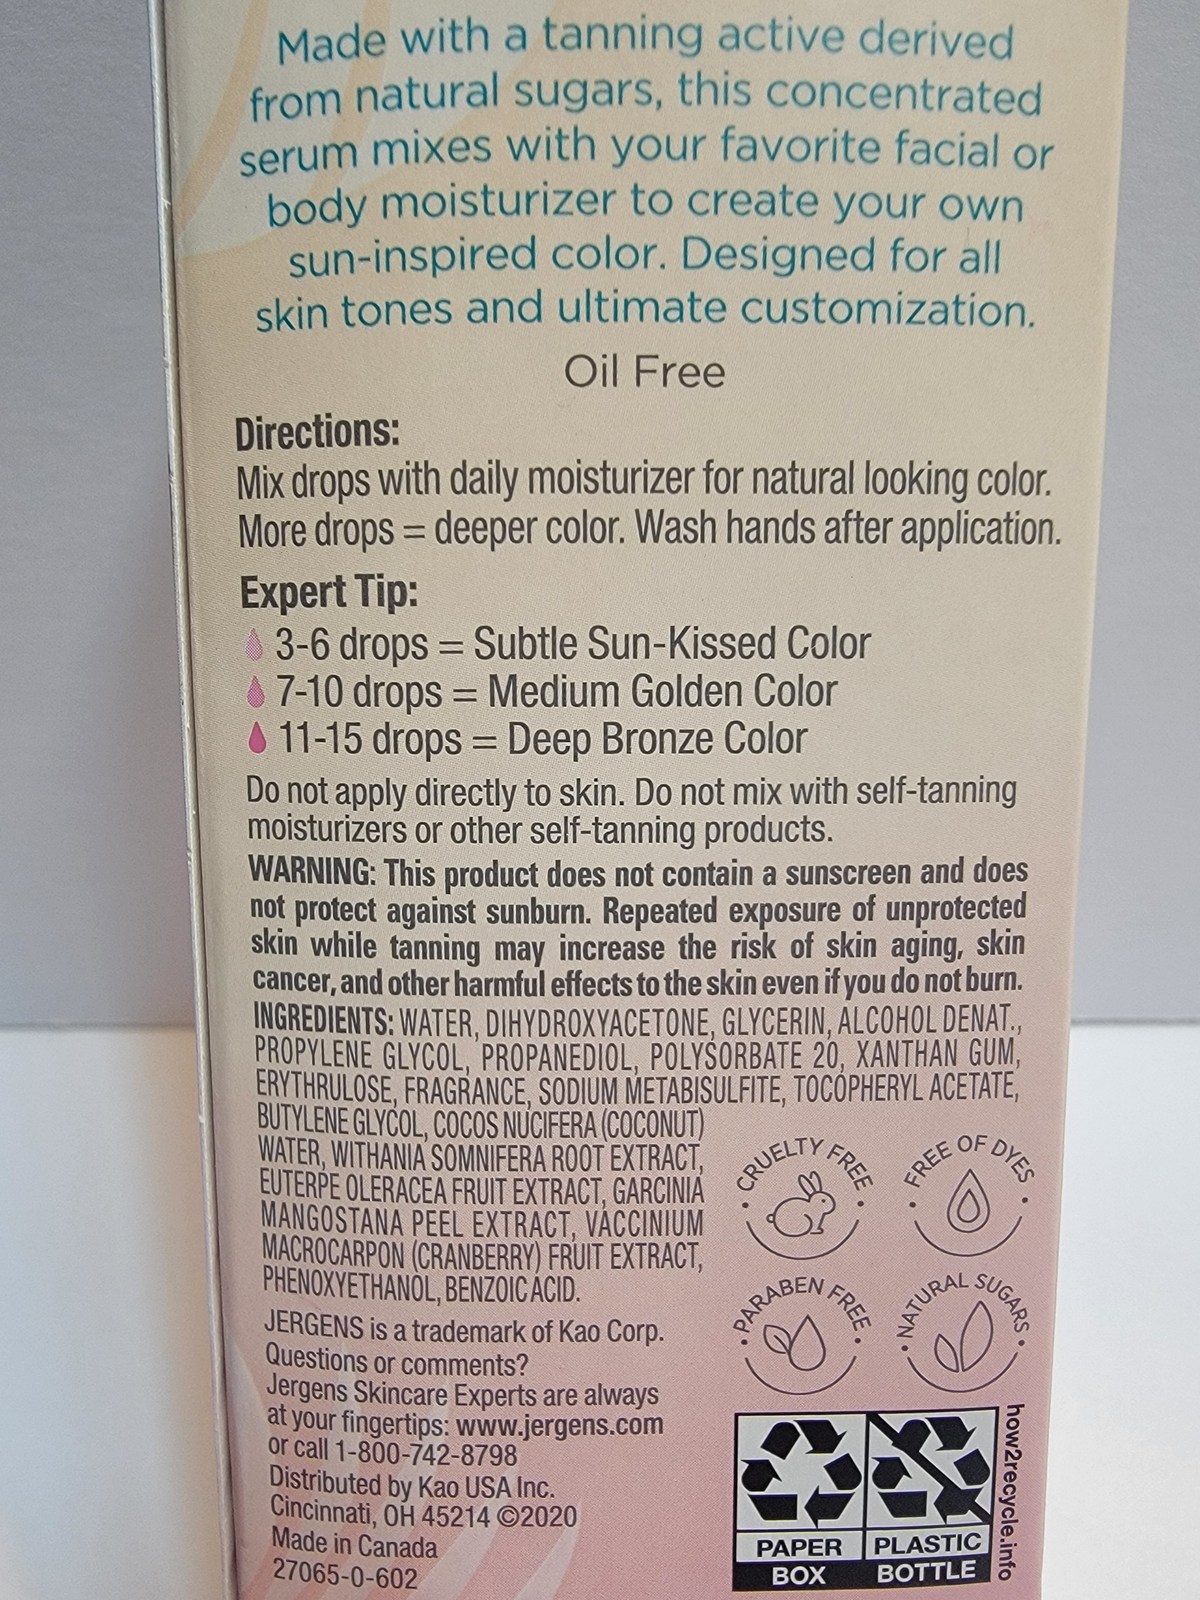 Made with a tanning active derived
from natural sugars, this concentrated
serum mixes with your favorite facial or
body moisturizer to create your own
sun-inspired color. Designed for all
skin tones and ultimate customization.
Oil Free
Directions:
Mix drops with daily moisturizer for natural looking color.
More drops = deeper color. Wash hands after application.
Expert Tip:
3-6 drops = Subtle Sun-Kissed Color
7-10 drops = Medium Golden Color
11-15 drops = Deep Bronze Color
Do not apply directly to skin. Do not mix with self-tanning
moisturizers or other self-tanning products.
WARNING: This product does not contain a sunscreen and does
not protect against sunburn. Repeated exposure of unprotected
skin while tanning may increase the risk of skin aging, skin
cancer, and other harmful effects to the skin even if you do not burn.
INGREDIENTS: WATER, DIHYDROXYACETONE, GLYCERIN, ALCOHOL DENAT.,
PROPYLENE GLYCOL, PROPANEDIOL, POLYSORBATE 20, XANTHAN GUM,
ERYTHRULOSE, FRAGRANCE, SODIUM METABISULFITE, TOCOPHERYL ACETATE,
BUTYLENE GLYCOL, COCOS NUCIFERA (COCONUT)
WATER, WITHANIA SOMNIFERA ROOT EXTRACT,
EUTERPE OLERACEA FRUIT EXTRACT, GARCINIA
MANGOSTANA PEEL EXTRACT, VACCINIUM
MACROCARPON (CRANBERRY) FRUIT EXTRACT,
PHENOXYETHANOL, BENZOIC ACID.
CRUELTY FREE
FREE OF DYES
PARABEN FREE
NATURAL SUGARS
JERGENS is a trademark of Kao Corp.
Questions or comments?
Jergens Skincare Experts are always
at your fingertips: www.jergens.com
or call 1-800-742-8798
Distributed by Kao USA Inc.
Cincinnati, OH 45214 ©2020
Made in Canada
27065-0-602
PAPER
BOX
PLASTIC
BOTTLE
how2recycle.info